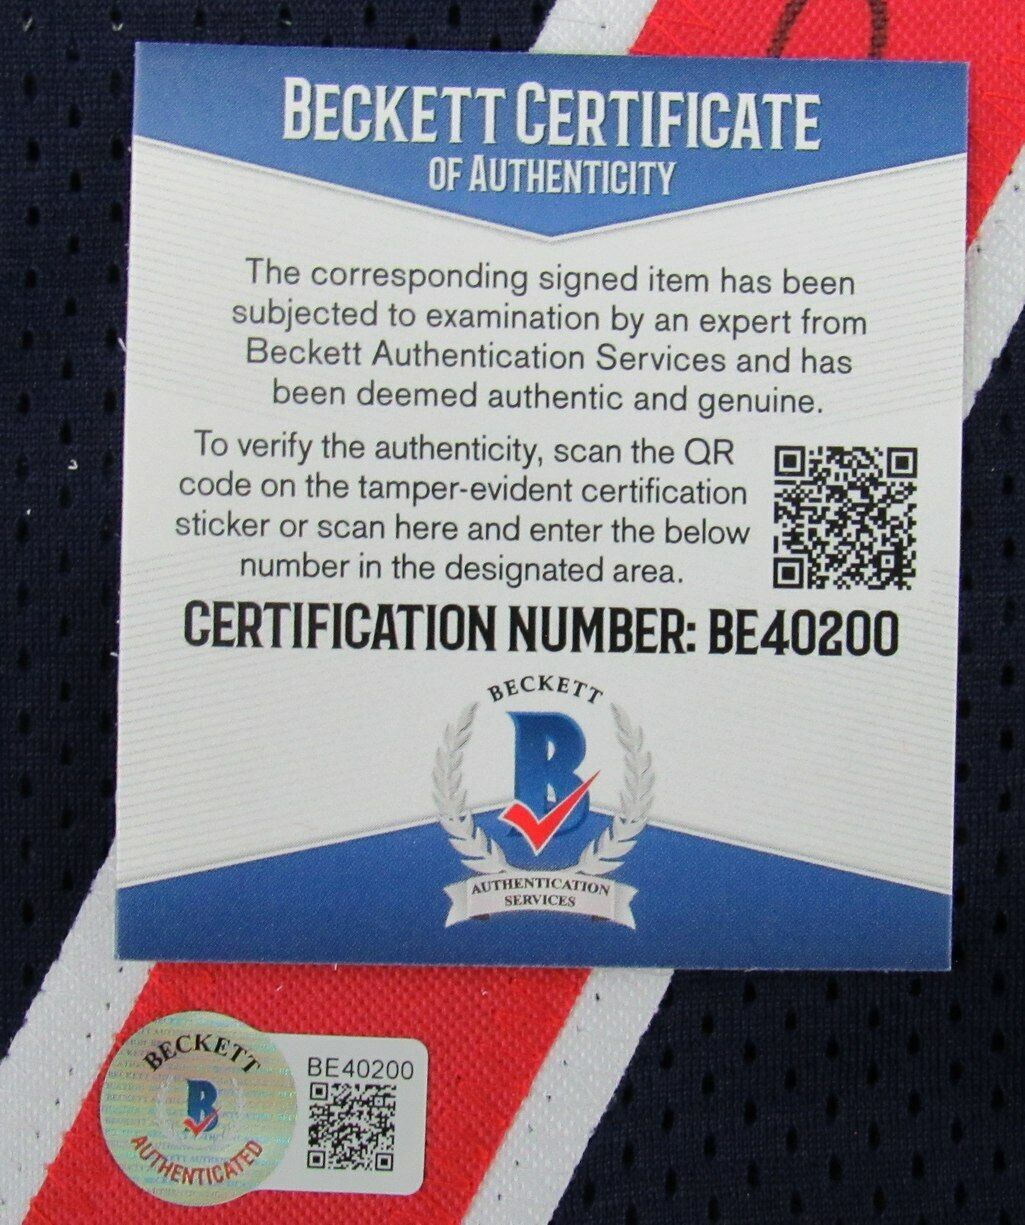 BECKETT CERTIFICATE
OF AUTHENTICITY
The corresponding signed item has been
subjected to examination by an expert from
Beckett Authentication Services and has
been deemed authentic and genuine.
To verify the authenticity, scan the QR
code on the tamper-evident certification
sticker or scan here and enter the below
number in the designated area.
CERTIFICATION NUMBER: BE40200
BECKETT
B
AUTHENTICATION
SERVICES
BECKETT
B
AUTHENTICATED
BE40200